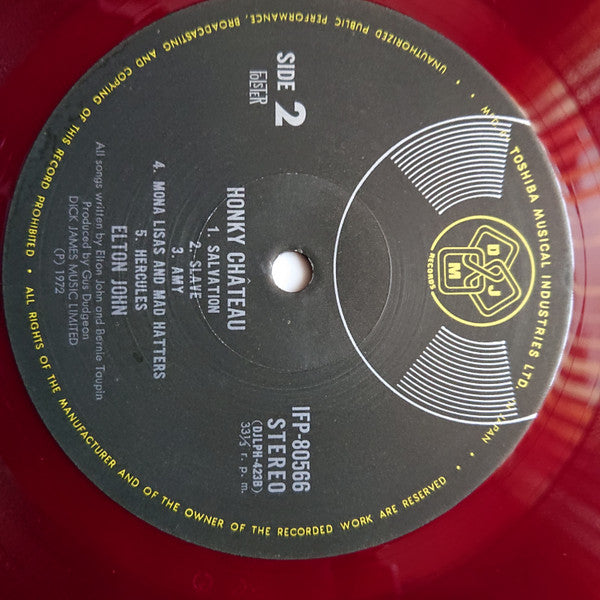 DJM
RECORDS
SIDE 2
IFP-80566
STEREO
(DJLPH-423B)
33⅓ r. p. m.
HONKY CHÂTEAU
1. SALVATION
2. SLAVE
3. AMY
4. MONA LISAS AND MAD HATTERS
5. HERCULES
ELTON JOHN
All songs written by Elton John and Bernie Taupin
Produced by Gus Dudgeon
DICK JAMES MUSIC LIMITED
(P) 1972
TOSHIBA MUSICAL INDUSTRIES LTD. JAPAN • ALL RIGHTS OF THE MANUFACTURER AND OF THE OWNER OF THE RECORDED WORK ARE RESERVED • UNAUTHORIZED PUBLIC PERFORMANCE, BROADCASTING AND COPYING OF THIS RECORD PROHIBITED •